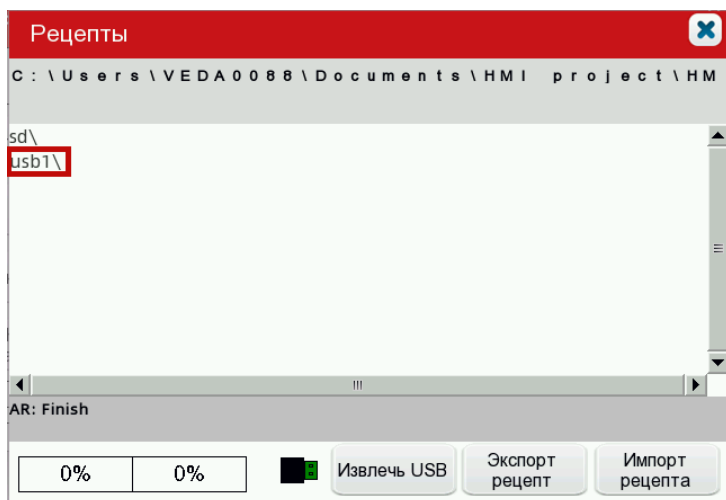 Рецепты
C:\Users\VEDA0088\Documents\HMI project\HM
sd\
usb1\
AR: Finish
0% 0% Извлечь USB Экспорт рецепт Импорт рецепта